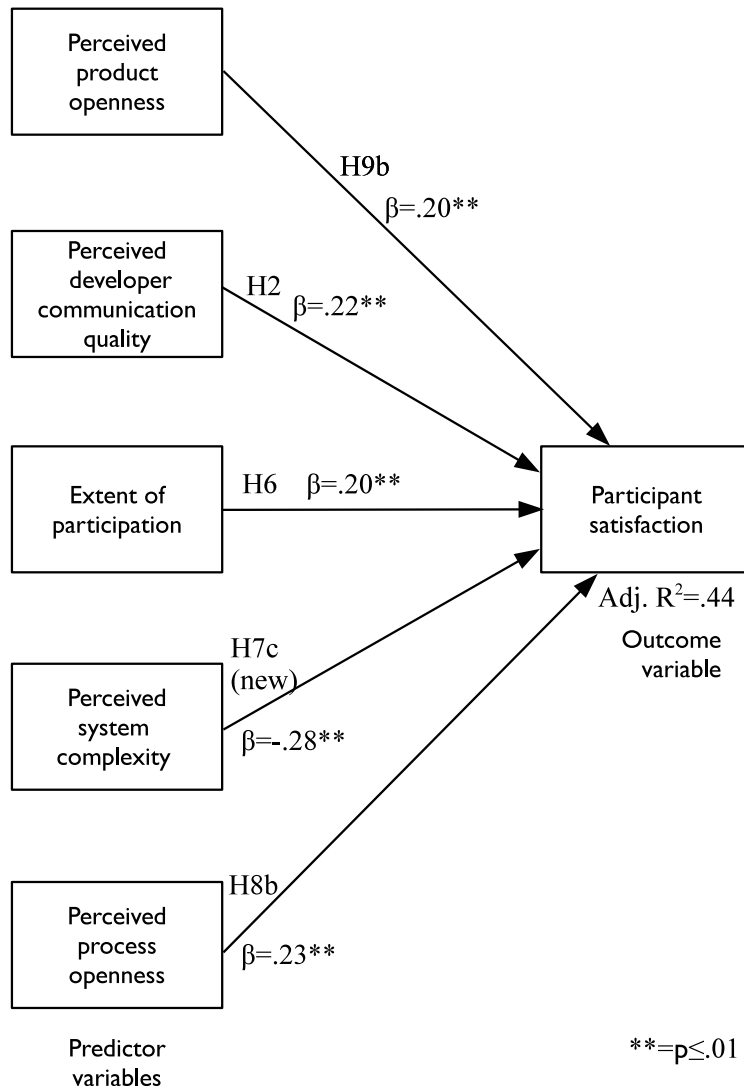 Perceived
product
openness
H9b
β=.20**
Perceived
developer
communication
quality
H2
β=.22**
Extent of
participation
H6 β=.20**
Participant
satisfaction
Adj. R²=.44
Outcome
variable
H7c
(new)
Perceived
system
complexity
β=-.28**
H8b
Perceived
process
openness
β=.23**
Predictor
variables
**=p≤.01